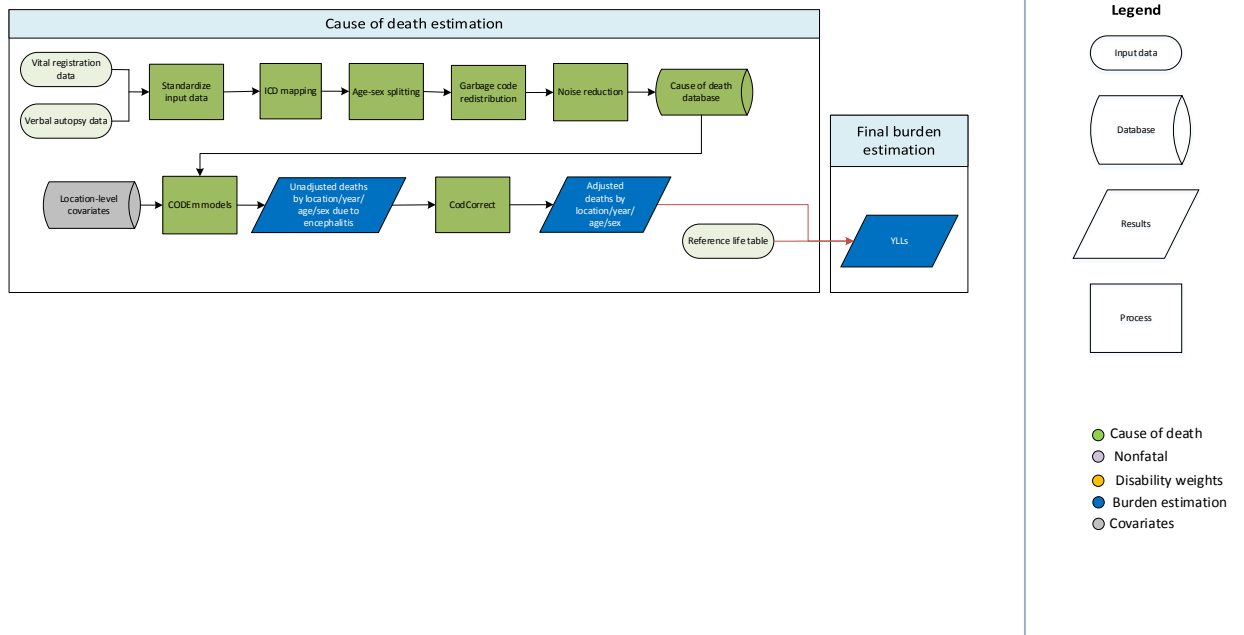 Cause of death estimation
Vital registration
data
Verbal autopsy data
Standardize
input data
ICD mapping
Age-sex splitting
Garbage code
redistribution
Noise reduction
Cause of death
database
Location-level
covariates
CODEm models
Unadjusted deaths
by location/year/
age/sex due to
encephalitis
CodCorrect
Adjusted
deaths by
location/year/
age/sex
Reference life table
Final burden
estimation
YLLs
Legend
Input data
Database
Results
Process
Cause of death
Nonfatal
Disability weights
Burden estimation
Covariates